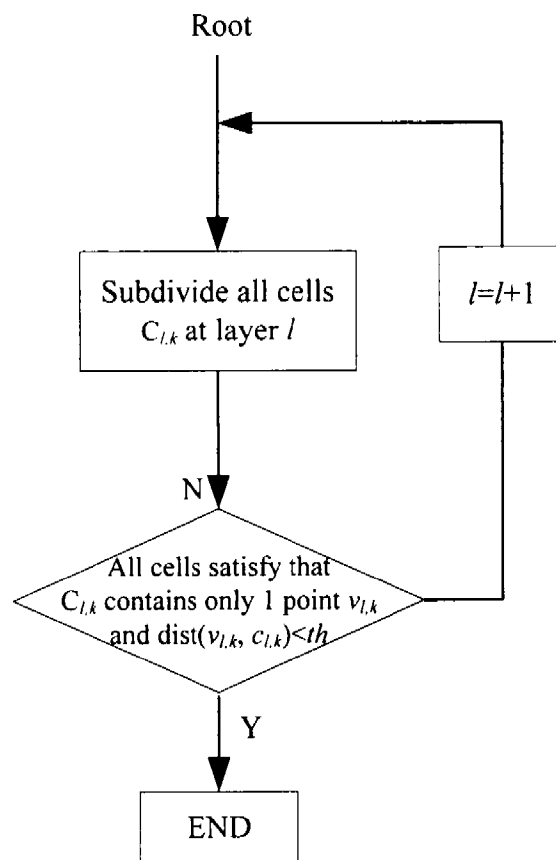 Root
Subdivide all cells
C_{l,k} at layer l
l=l+1
N
All cells satisfy that
C_{l,k} contains only 1 point v_{l,k}
and dist(v_{l,k}, c_{l,k})<th
Y
END